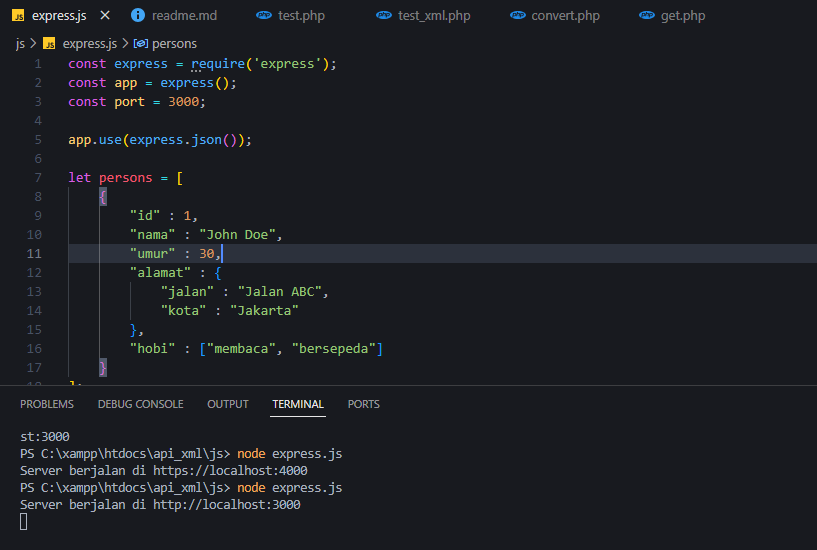 JS express.js
readme.md
php test.php
php test_xml.php
php convert.php
php get.php
js > JS express.js > persons
1 const express = require('express');
2 const app = express();
3 const port = 3000;
4
5 app.use(express.json());
6
7 let persons = [
8 {
9 "id" : 1,
10 "nama" : "John Doe",
11 "umur" : 30,
12 "alamat" : {
13 "jalan" : "Jalan ABC",
14 "kota" : "Jakarta"
15 },
16 "hobi" : ["membaca", "bersepeda"]
17 }
18 ];
PROBLEMS DEBUG CONSOLE OUTPUT TERMINAL PORTS
st:3000
PS C:\xampp\htdocs\api_xml\js> node express.js
Server berjalan di https://localhost:4000
PS C:\xampp\htdocs\api_xml\js> node express.js
Server berjalan di http://localhost:3000